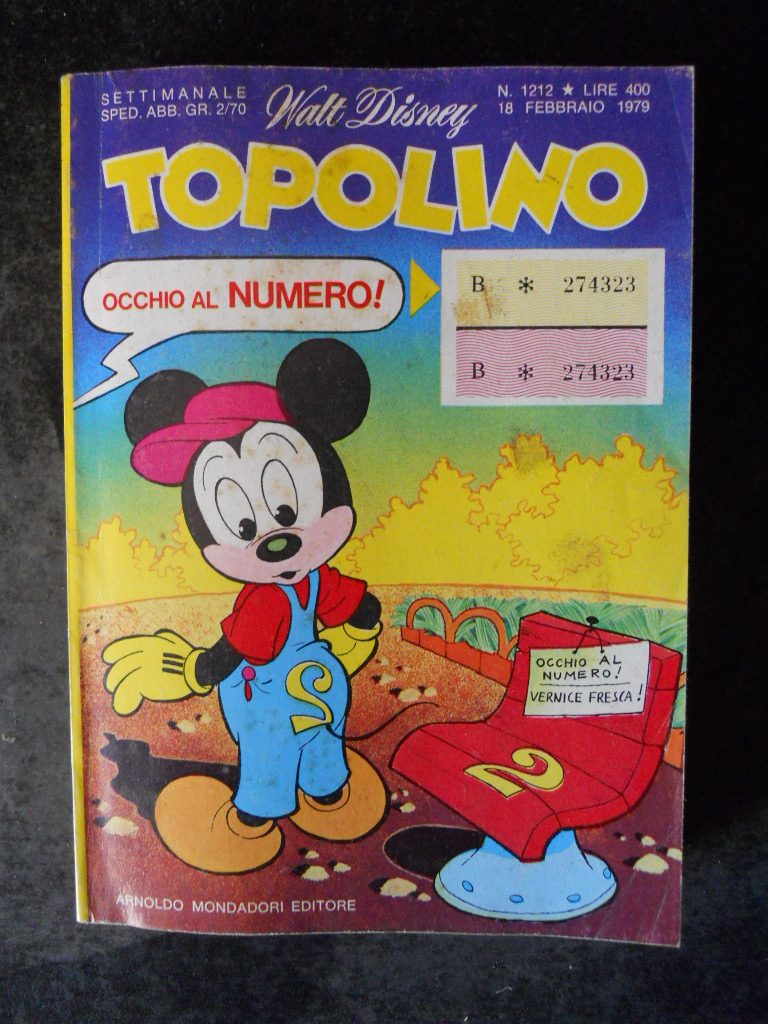 SETTIMANALE
SPED. ABB. GR. 2/70
Walt Disney
N. 1212 ★ LIRE 400
18 FEBBRAIO 1979
TOPOLINO
OCCHIO AL NUMERO!
B * 274323
B * 274323
OCCHIO AL
NUMERO!
VERNICE FRESCA!
2
2
ARNOLDO MONDADORI EDITORE